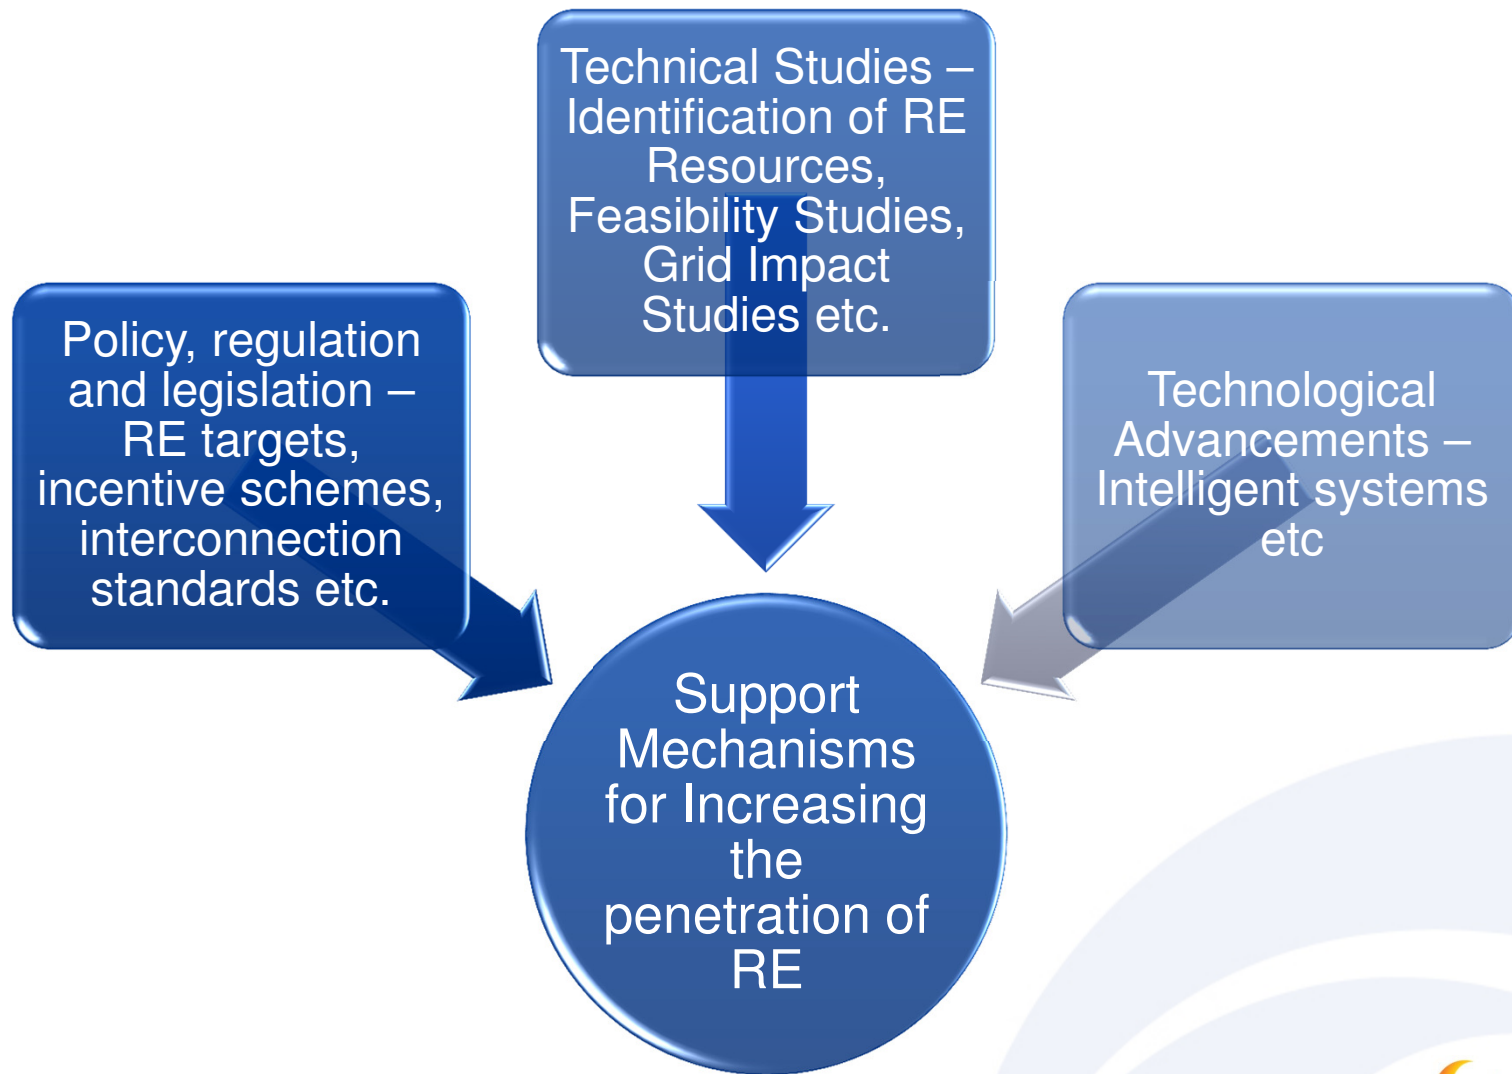 Technical Studies –
Identification of RE
Resources,
Feasibility Studies,
Grid Impact
Studies etc.
Policy, regulation
and legislation –
RE targets,
incentive schemes,
interconnection
standards etc.
Technological
Advancements –
Intelligent systems
etc
Support
Mechanisms
for Increasing
the
penetration of
RE